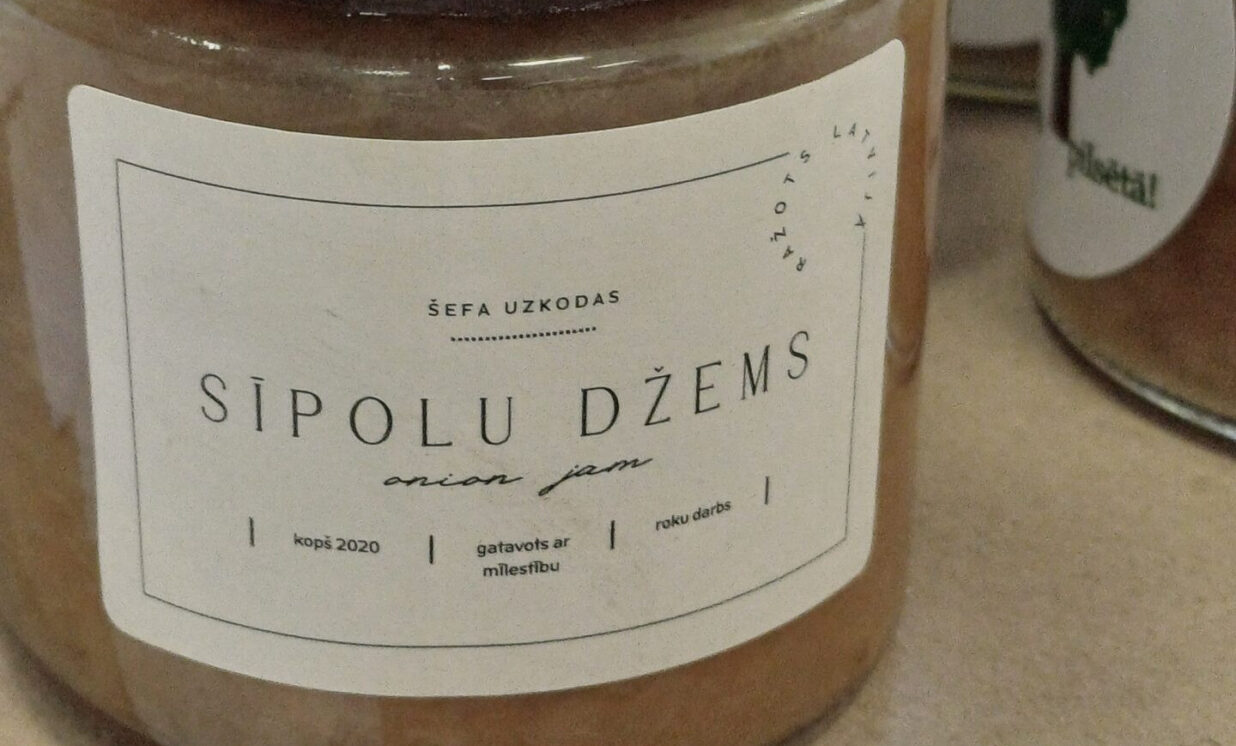 RAŽOTS LATVIJĀ
ŠEFA UZKODAS
SĪPOLU DŽEMS
onion jam
| kopš 2020 | gatavots ar | roku darbs |
mīlestību
pilsētā!